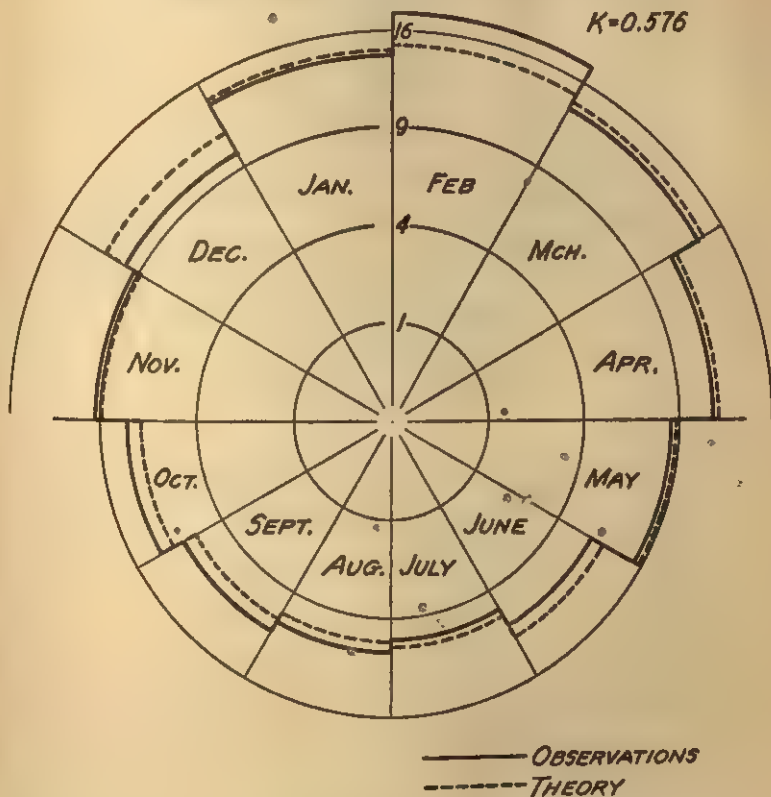 K=0.576
16
9
4
1
JAN.
FEB
MCH.
APR.
MAY
JUNE
JULY
AUG.
SEPT.
OCT.
NOV.
DEC.
OBSERVATIONS
THEORY